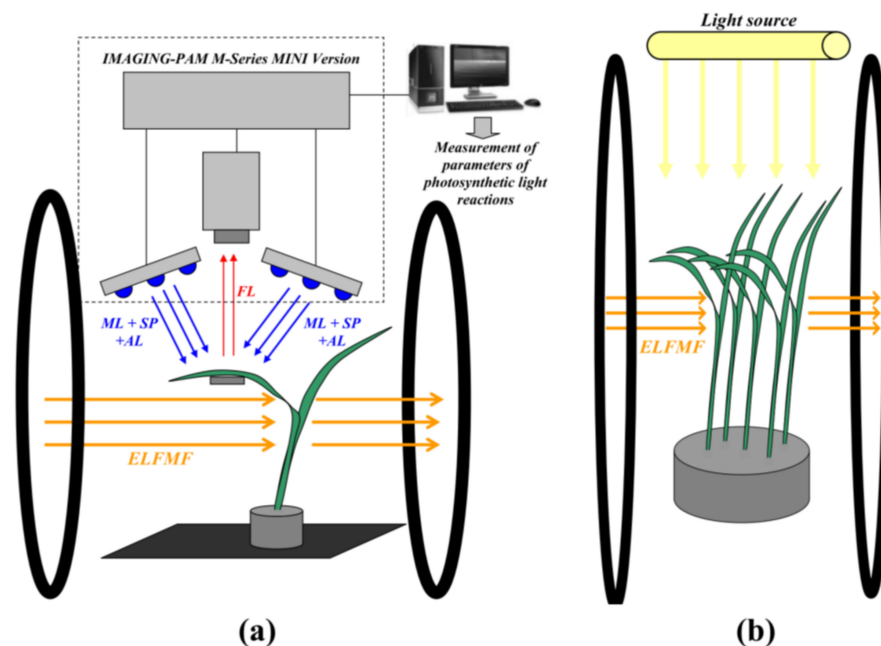 IMAGING-PAM M-Series MINI Version
Measurement of
parameters of
photosynthetic light
reactions
FL
ML + SP
+AL
ML + SP
+AL
ELFMF
(a)
Light source
ELFMF
(b)